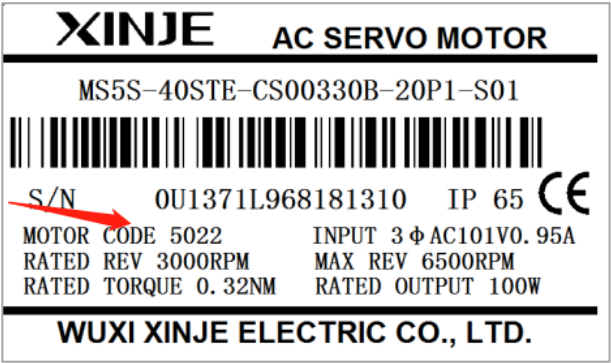 XINJE AC SERVO MOTOR
MS5S-40STE-CS00330B-20P1-S01
S/N 0U1371L968181310 IP 65 CE
MOTOR CODE 5022 INPUT 3ΦAC101V0.95A
RATED REV 3000RPM MAX REV 6500RPM
RATED TORQUE 0.32NM RATED OUTPUT 100W
WUXI XINJE ELECTRIC CO., LTD.